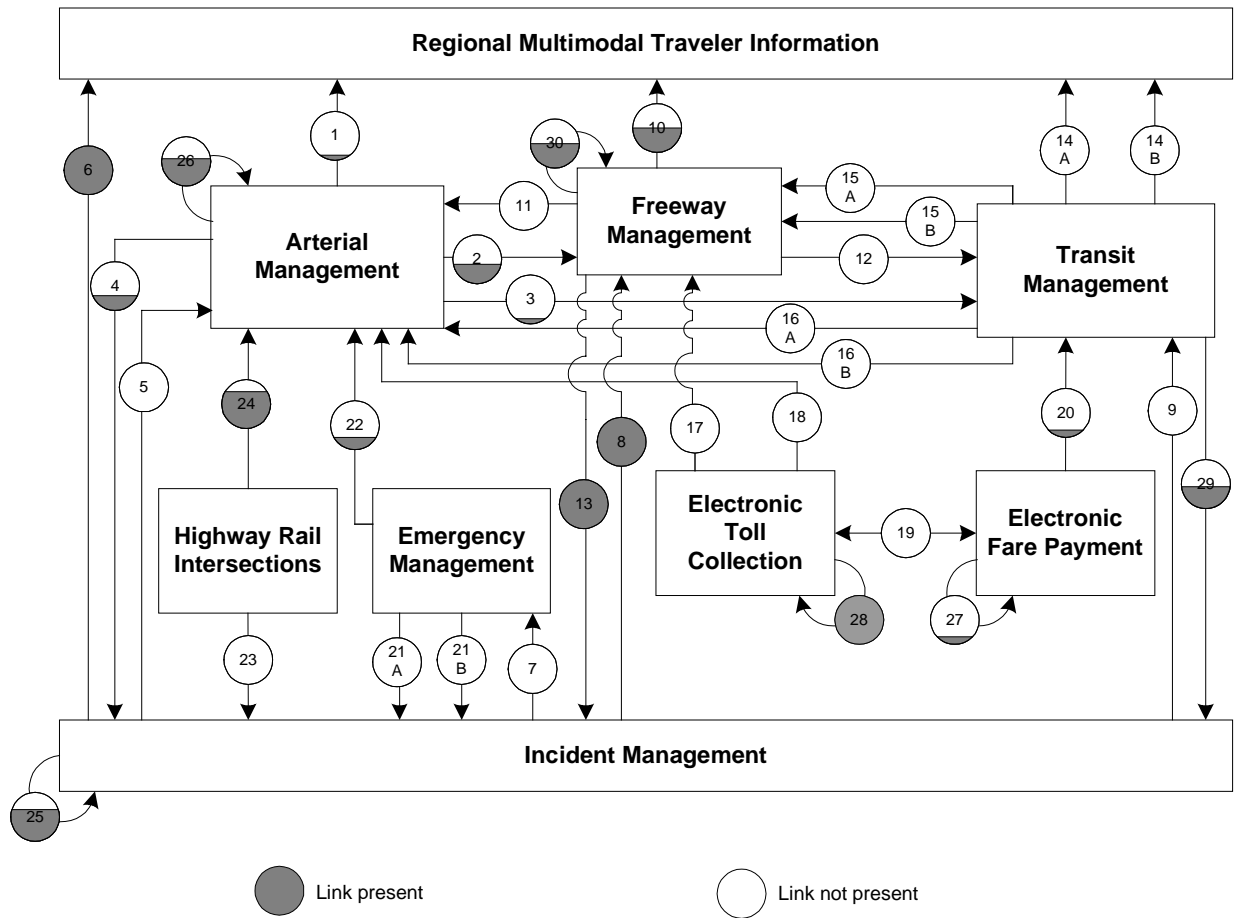 Regional Multimodal Traveler Information
6
26
1
30
10
14
A
14
B
15
A
15
B
11
Freeway
Management
Arterial
Management
Transit
Management
2
12
4
3
16
A
16
B
5
24
22
8
17
18
20
9
13
29
Highway Rail
Intersections
Emergency
Management
Electronic
Toll
Collection
19
Electronic
Fare Payment
28
27
23
21
A
21
B
7
Incident Management
25
Link present
Link not present